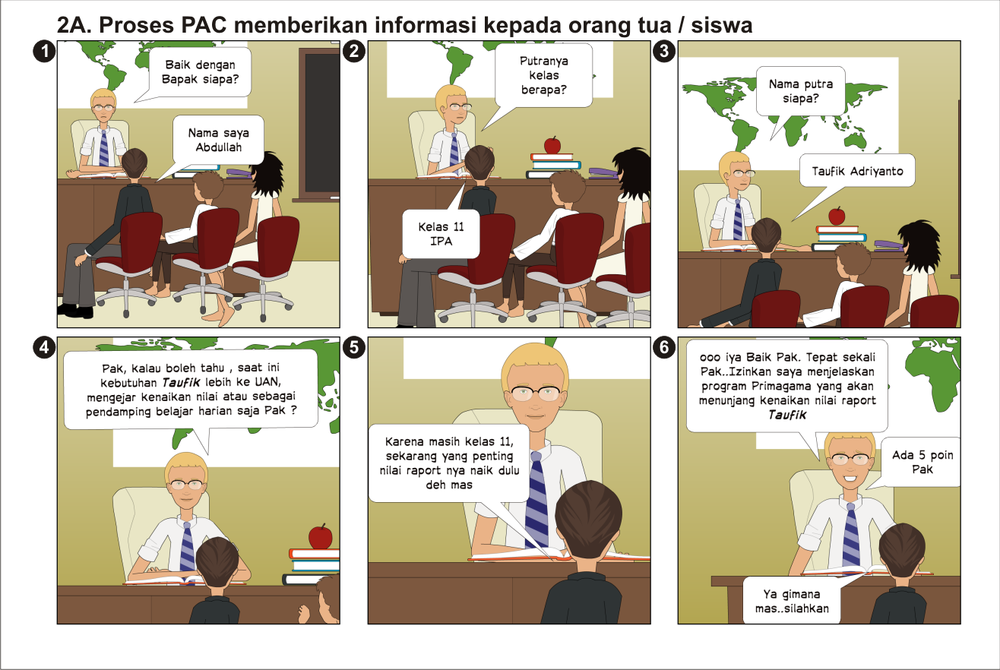 2A. Proses PAC memberikan informasi kepada orang tua / siswa
1
Baik dengan
Bapak siapa?
Nama saya
Abdullah
2
Putranya
kelas
berapa?
Kelas 11
IPA
3
Nama putra
siapa?
Taufik Adriyanto
4
Pak, kalau boleh tahu , saat ini
kebutuhan Taufik lebih ke UAN,
mengejar kenaikan nilai atau sebagai
pendamping belajar harian saja Pak ?
5
Karena masih kelas 11,
sekarang yang penting
nilai raport nya naik dulu
deh mas
6
ooo iya Baik Pak. Tepat sekali
Pak..Izinkan saya menjelaskan
program Primagama yang akan
menunjang kenaikan nilai raport
Taufik
Ada 5 poin
Pak
Ya gimana
mas..silahkan